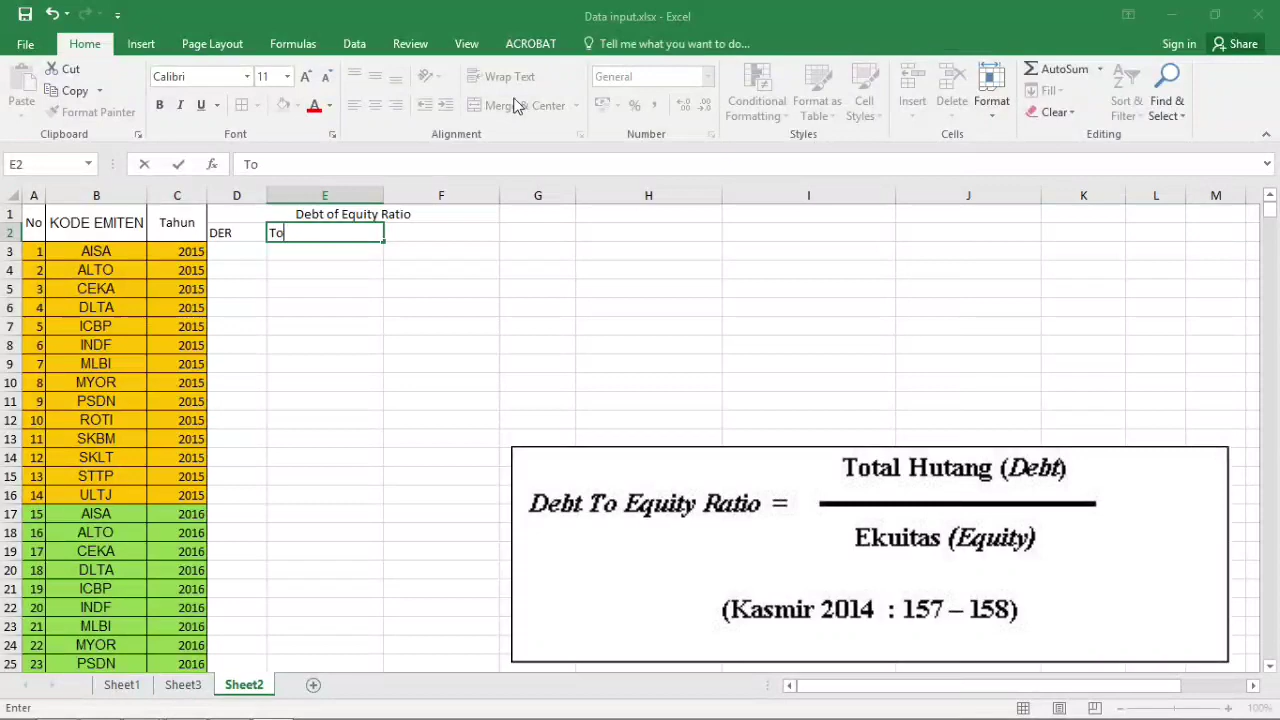 Data input.xlsx - Excel
File Home Insert Page Layout Formulas Data Review View ACROBAT Tell me what you want to do... Sign in Share
Paste Cut Calibri 11 Wrap Text General Conditional Formatting Format as Table Cell Styles Insert Delete Format AutoSum Sort & Filter Find & Select
Copy Fill
Format Painter B I U A Merge & Center % , Clear
Clipboard Font Alignment Number Styles Cells Editing
E2 fx To
A B C D E F G H I J K L M
1 No KODE EMITEN Tahun Debt of Equity Ratio
2 DER To
3 1 AISA 2015
4 2 ALTO 2015
5 3 CEKA 2015
6 4 DLTA 2015
7 5 ICBP 2015
8 6 INDF 2015
9 7 MLBI 2015
10 8 MYOR 2015
11 9 PSDN 2015
12 10 ROTI 2015
13 11 SKBM 2015
14 12 SKLT 2015
15 13 STTP 2015
16 14 ULTJ 2015
17 15 AISA 2016
18 16 ALTO 2016
19 17 CEKA 2016
20 18 DLTA 2016
21 19 ICBP 2016
22 20 INDF 2016
23 21 MLBI 2016
24 22 MYOR 2016
25 23 PSDN 2016
Total Hutang (Debt)
Debt To Equity Ratio =
Ekuitas (Equity)
(Kasmir 2014 : 157 – 158)
Sheet1 Sheet3 Sheet2
Enter 100%